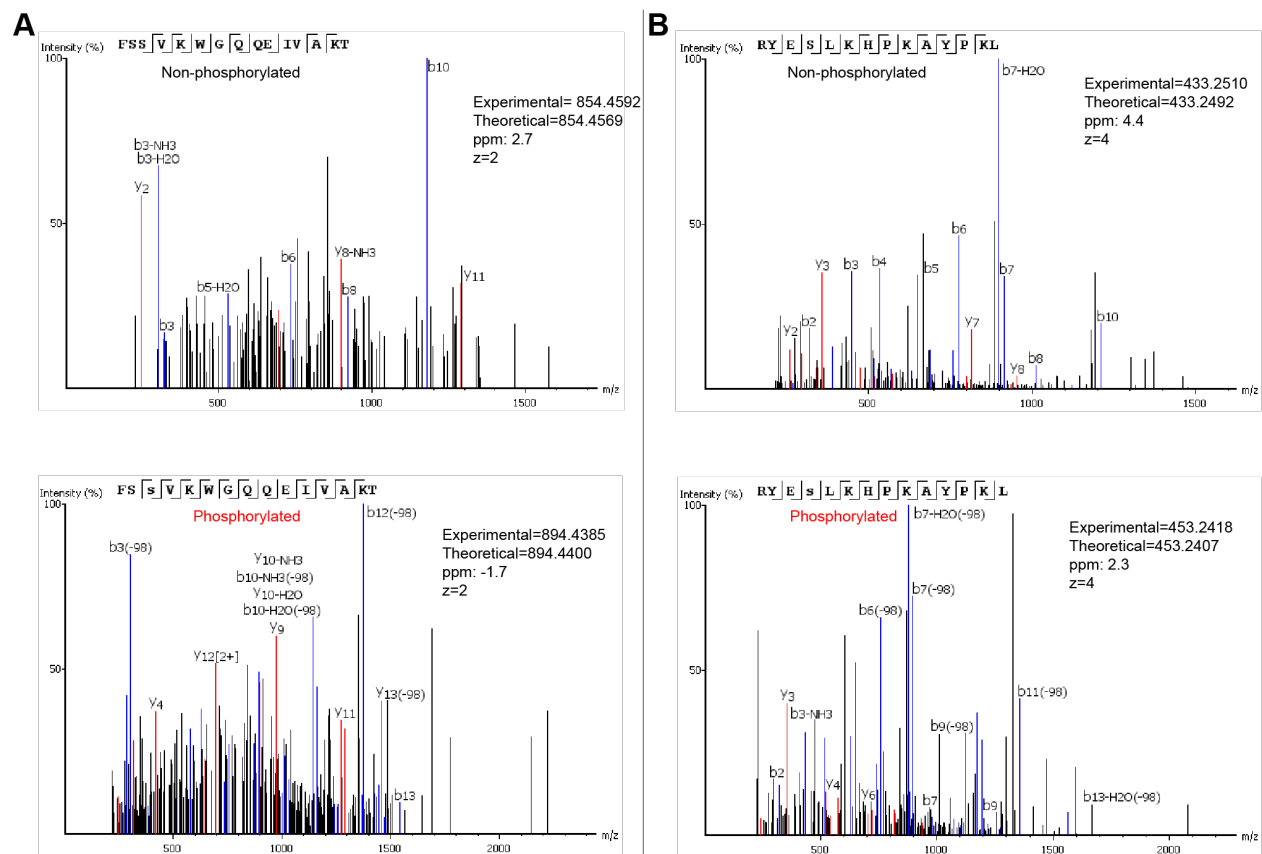 A
Intensity (%)
FSSVKWGQQEIVAKT
100
Non-phosphorylated
b10
Experimental= 854.4592
Theoretical=854.4569
ppm: 2.7
z=2
b3-NH3
b3-H2O
y2
50
b6
y8-NH3
y11
b5-H2O
b8
b3
500
1000
1500
m/z
B
Intensity (%)
RYESLKHPKAYPKL
100
Non-phosphorylated
b7-H2O
Experimental=433.2510
Theoretical=433.2492
ppm: 4.4
z=4
50
b6
y3
b3
b4
b5
b7
y2
b2
y7
b10
b8
y8
500
1000
1500
m/z
Intensity (%)
FSsVKWGQQEIVAKT
100
Phosphorylated
b12(-98)
Experimental=894.4385
Theoretical=894.4400
ppm: -1.7
z=2
b3(-98)
y10-NH3
b10-NH3(-98)
y10-H2O
b10-H2O(-98)
y9
50
y12[2+]
y4
y13(-98)
y11
b13
500
1000
1500
2000
m/z
Intensity (%)
RYEsLKHPKAYPKL
100
Phosphorylated
b7-H2O(-98)
Experimental=453.2418
Theoretical=453.2407
ppm: 2.3
z=4
b7(-98)
b6(-98)
50
y3
b3-NH3
b11(-98)
b9(-98)
b2
y4
y6
b7
b9
b13-H2O(-98)
500
1000
1500
2000
m/z